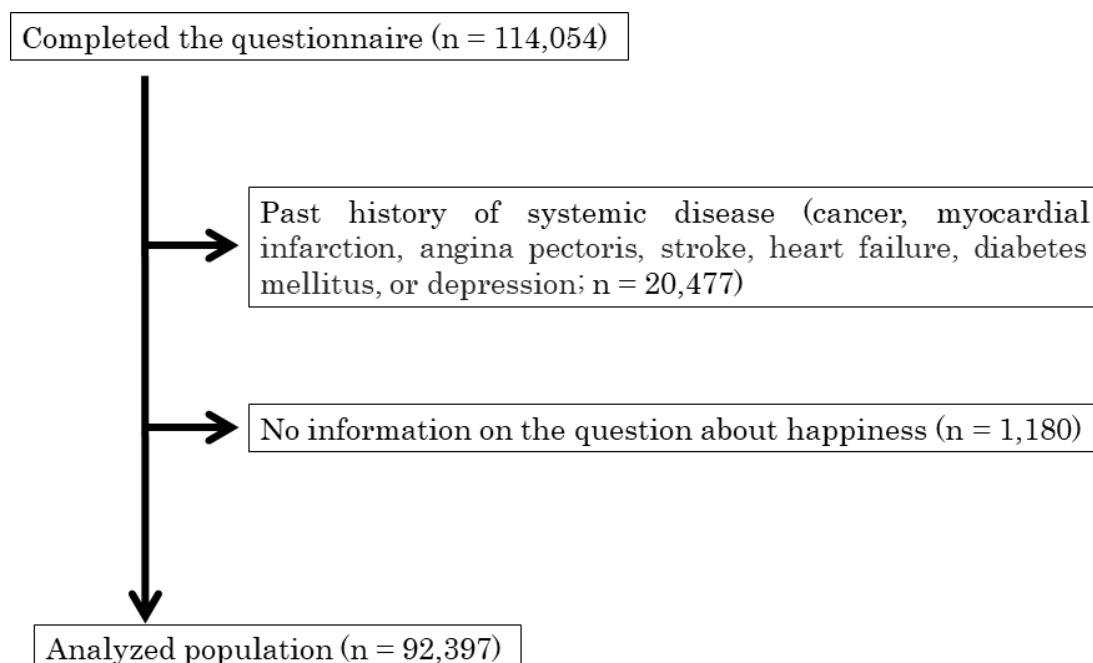 Completed the questionnaire (n = 114,054)
Past history of systemic disease (cancer, myocardial
infarction, angina pectoris, stroke, heart failure, diabetes
mellitus, or depression; n = 20,477)
No information on the question about happiness (n = 1,180)
Analyzed population (n = 92,397)